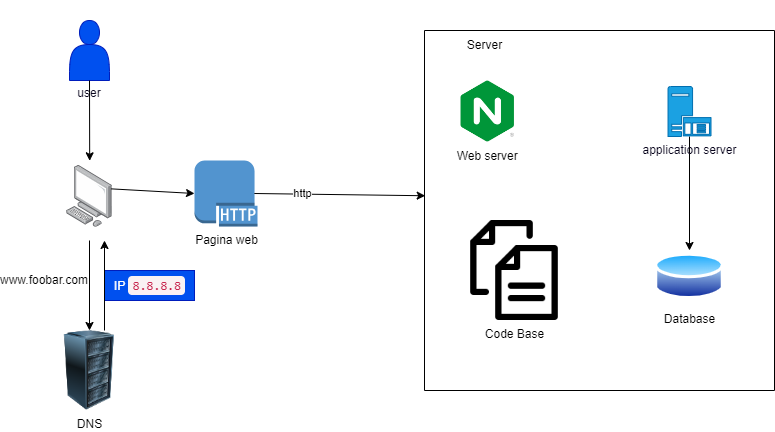 Server
user
N
Web server
application server
HTTP
http
Pagina web
www.foobar.com
IP 8.8.8.8
Code Base
Database
DNS